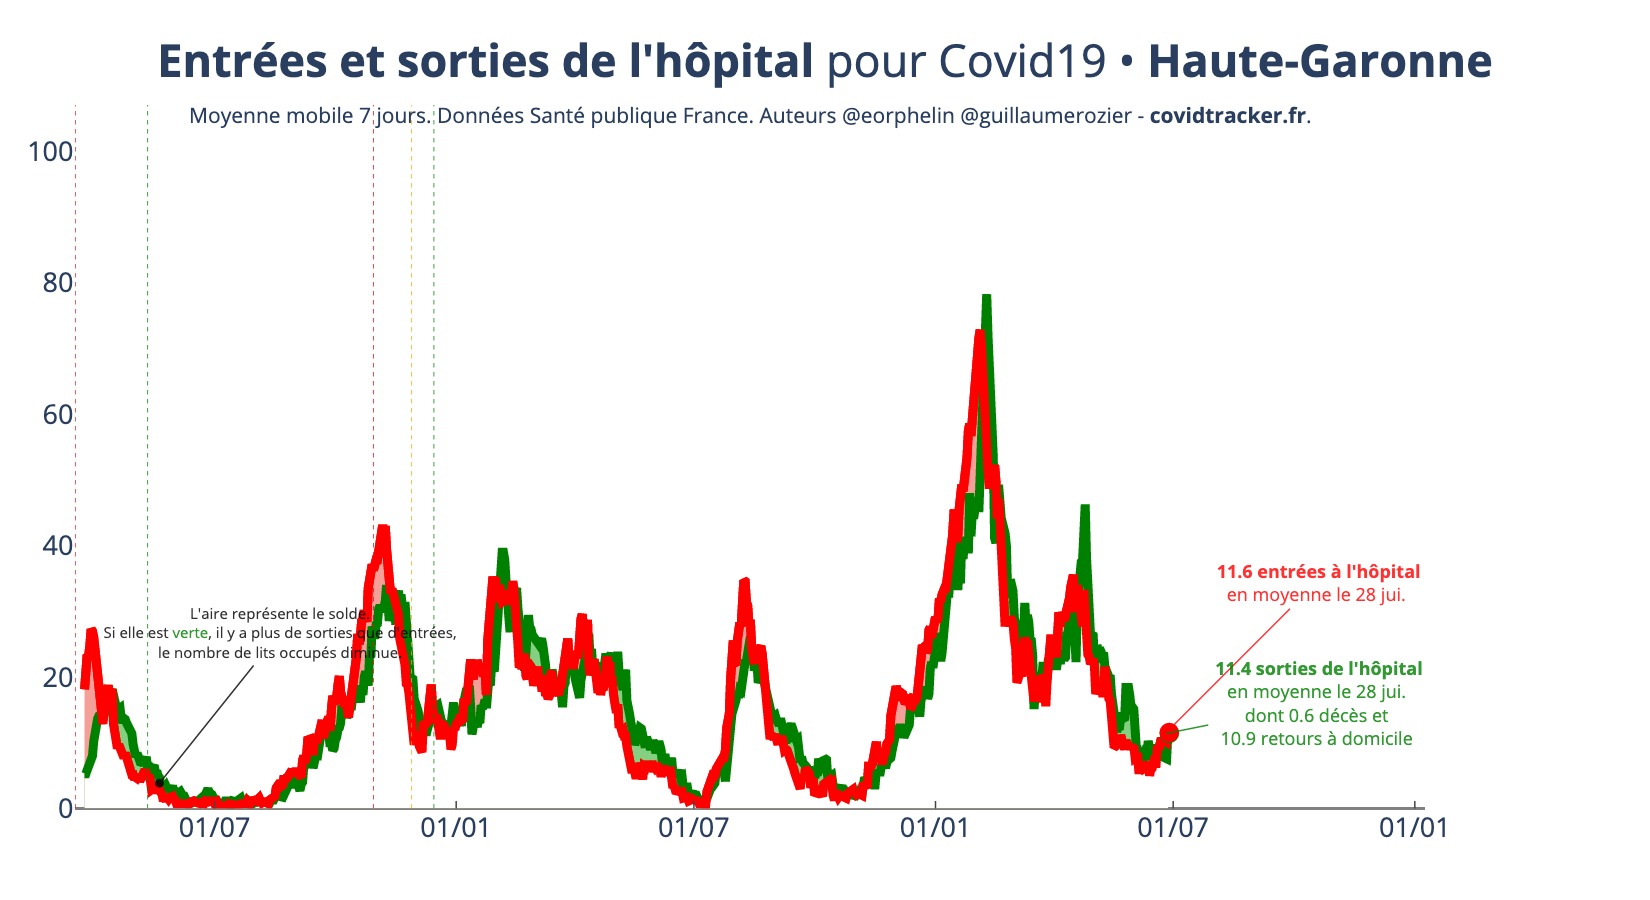 Entrées et sorties de l'hôpital pour Covid19 • Haute-Garonne
Moyenne mobile 7 jours. Données Santé publique France. Auteurs @eorphelin @guillaumerozier - covidtracker.fr.
100
80
60
40
20
0
L'aire représente le solde.
Si elle est verte, il y a plus de sorties que d'entrées,
le nombre de lits occupés diminue.
11.6 entrées à l'hôpital
en moyenne le 28 jui.
11.4 sorties de l'hôpital
en moyenne le 28 jui.
dont 0.6 décès et
10.9 retours à domicile
01/07
01/01
01/07
01/01
01/07
01/01